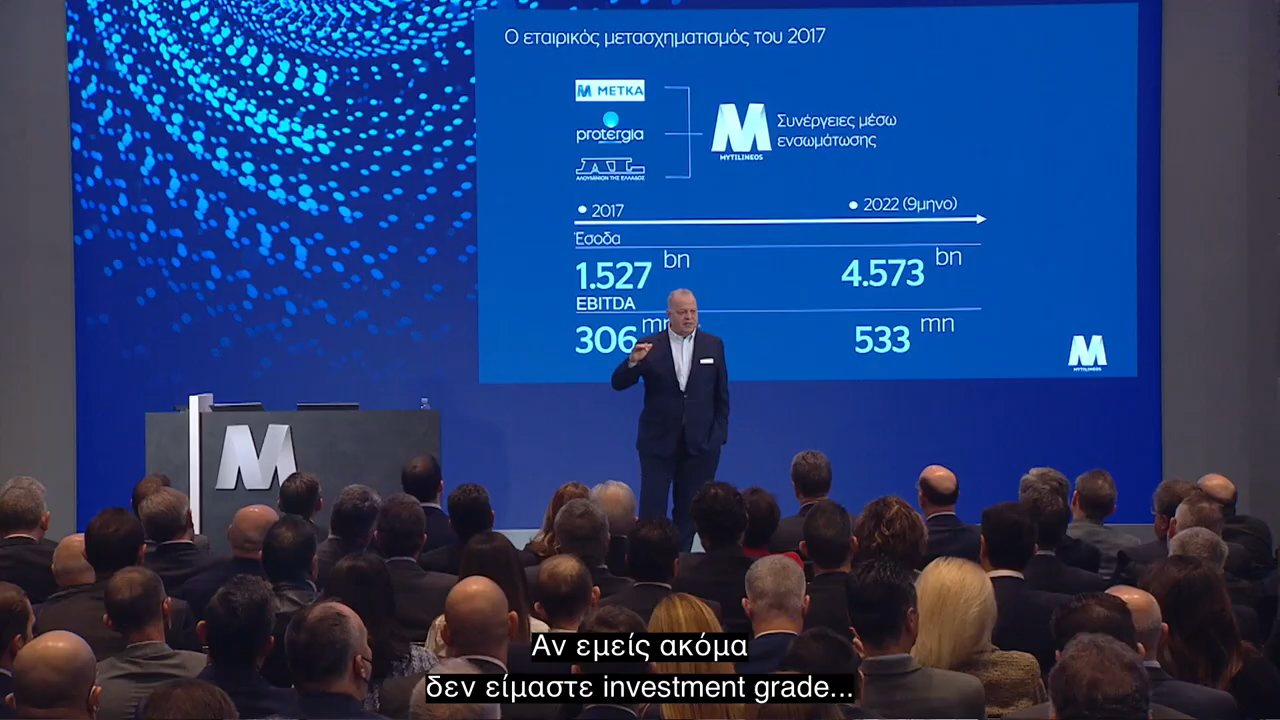 Ο εταιρικός μετασχηματισμός του 2017
METKA
protergia
ΑΛΟΥΜΙΝΙΟΝ ΤΗΣ ΕΛΛΑΔΟΣ
MYTILINEOS
Συνέργειες μέσω
ενσωμάτωσης
2017
2022 (9μηνο)
Έσοδα
1.527 bn
4.573 bn
EBITDA
306 mn
533 mn
MYTILINEOS
Αν εμείς ακόμα
δεν είμαστε investment grade...